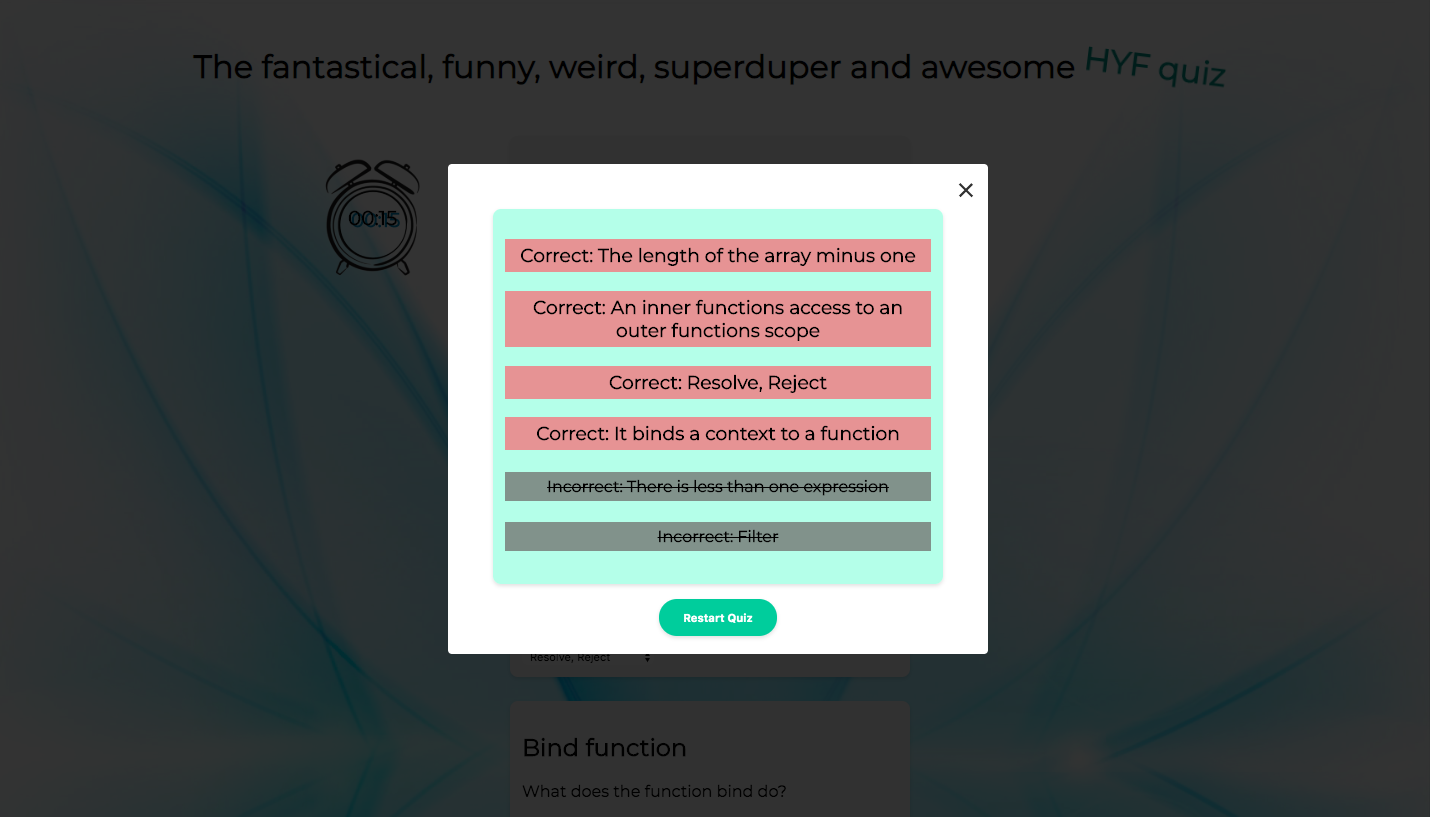 The fantastical, funny, weird, superduper and awesome HYF quiz
00:15
Correct: The length of the array minus one
Correct: An inner functions access to an
outer functions scope
Correct: Resolve, Reject
Correct: It binds a context to a function
Incorrect: There is less than one expression
Incorrect: Filter
Restart Quiz
Resolve, Reject
Bind function
What does the function bind do?